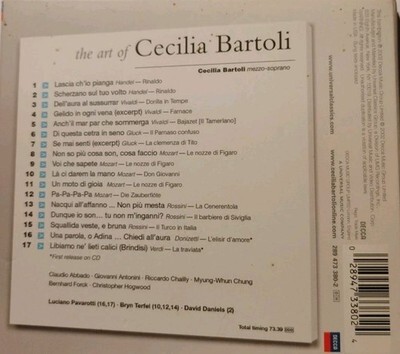 the art of Cecilia Bartoli
Cecilia Bartoli mezzo-soprano
1 Lascia ch'io pianga Handel — Rinaldo
2 Scherzano sul tuo volto Handel — Rinaldo
3 Dell'aura al sussurrar Vivaldi — Dorilla in Tempe
4 Gelido in ogni vena (excerpt) Vivaldi — Farnace
5 Anch'il mar par che sommerga Vivaldi — Bajazet [Il Tamerlano]
6 Di questa cetra in seno Gluck — Il Parnaso confuso
7 Se mai senti (excerpt) Gluck — La clemenza di Tito
8 Non so più cosa son, cosa faccio Mozart — Le nozze di Figaro
9 Voi che sapete Mozart — Le nozze di Figaro
10 Là ci darem la mano Mozart — Don Giovanni
11 Un moto di gioia Mozart — Le nozze di Figaro
12 Pa-Pa-Pa-Pa Mozart — Die Zauberflöte
13 Nacqui all'affanno ... Non più mesta Rossini — La Cenerentola
14 Dunque io son... tu non m'inganni? Rossini — Il barbiere di Siviglia
15 Squallida veste, e bruna Rossini — Il turco in Italia
16 Una parola, o Adina ... Chiedi all'aura Donizetti — L'elisir d'amore*
17 Libiamo ne' lieti calici (Brindisi) Verdi — La traviata*
*First release on CD
Claudio Abbado · Giovanni Antonini · Riccardo Chailly · Myung-Whun Chung
Bernhard Forck · Christopher Hogwood
Luciano Pavarotti (16,17) · Bryn Terfel (10,12,14) · David Daniels (2)
Total timing 73.39
www.universalclassics.com
www.ceciliabartolionline.com
A UNIVERSAL MUSIC COMPANY
DECCA
289 473 380-2
0 28947 33802 4
DECCA